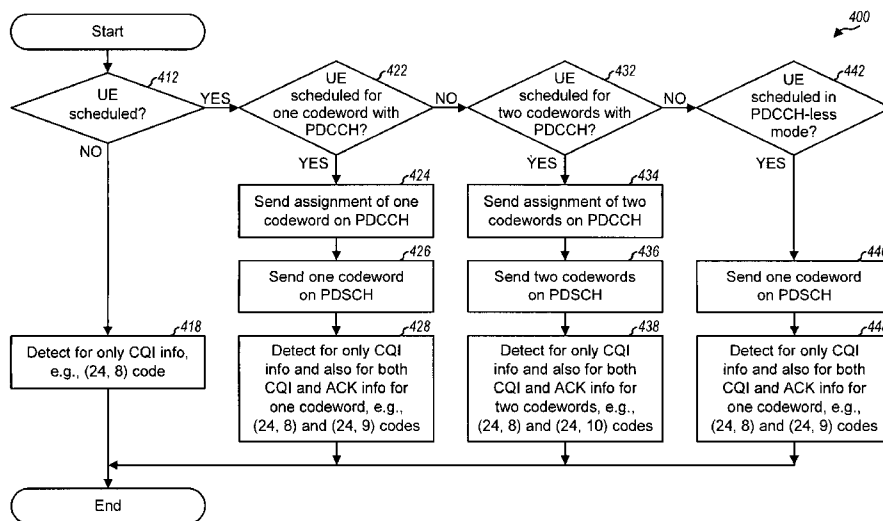 400
Start
412
UE
scheduled?
YES
NO
422
UE
scheduled for
one codeword with
PDCCH?
NO
YES
432
UE
scheduled for
two codewords with
PDCCH?
NO
YES
442
UE
scheduled in
PDCCH-less
mode?
YES
424
Send assignment of one
codeword on PDCCH
434
Send assignment of two
codewords on PDCCH
426
Send one codeword
on PDSCH
436
Send two codewords
on PDSCH
Send one codeword
on PDSCH
418
Detect for only CQI info,
e.g., (24, 8) code
428
Detect for only CQI
info and also for both
CQI and ACK info for
one codeword, e.g.,
(24, 8) and (24, 9) codes
438
Detect for only CQI
info and also for both
CQI and ACK info for
two codewords, e.g.,
(24, 8) and (24, 10) codes
Detect for only CQI
info and also for both
CQI and ACK info for
one codeword, e.g.,
(24, 8) and (24, 9) codes
End